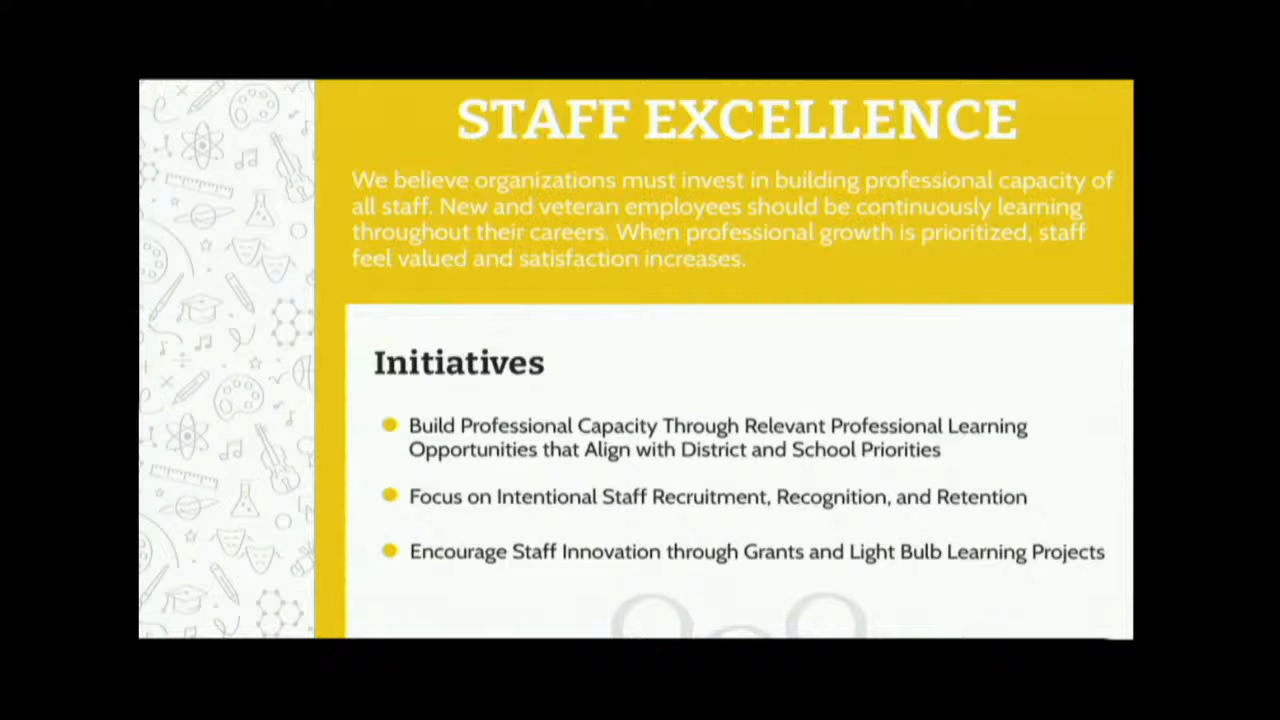 STAFF EXCELLENCE
We believe organizations must invest in building professional capacity of
all staff. New and veteran employees should be continuously learning
throughout their careers. When professional growth is prioritized, staff
feel valued and satisfaction increases.
Initiatives
Build Professional Capacity Through Relevant Professional Learning
Opportunities that Align with District and School Priorities
Focus on Intentional Staff Recruitment, Recognition, and Retention
Encourage Staff Innovation through Grants and Light Bulb Learning Projects